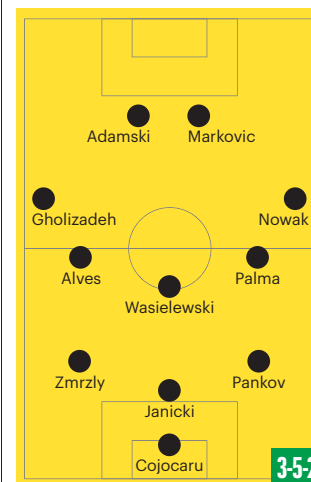 Adamski Markovic
Gholizadeh Nowak
Alves Palma
Wasielewski
Zmrzly Pankov
Janicki
Cojocaru
3-5-2